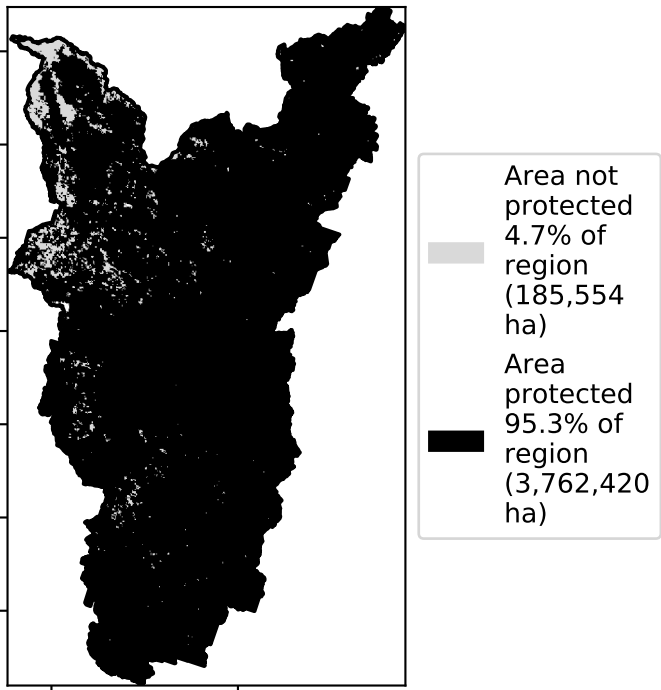 Area not
protected
4.7% of
region
(185,554
ha)
Area
protected
95.3% of
region
(3,762,420
ha)